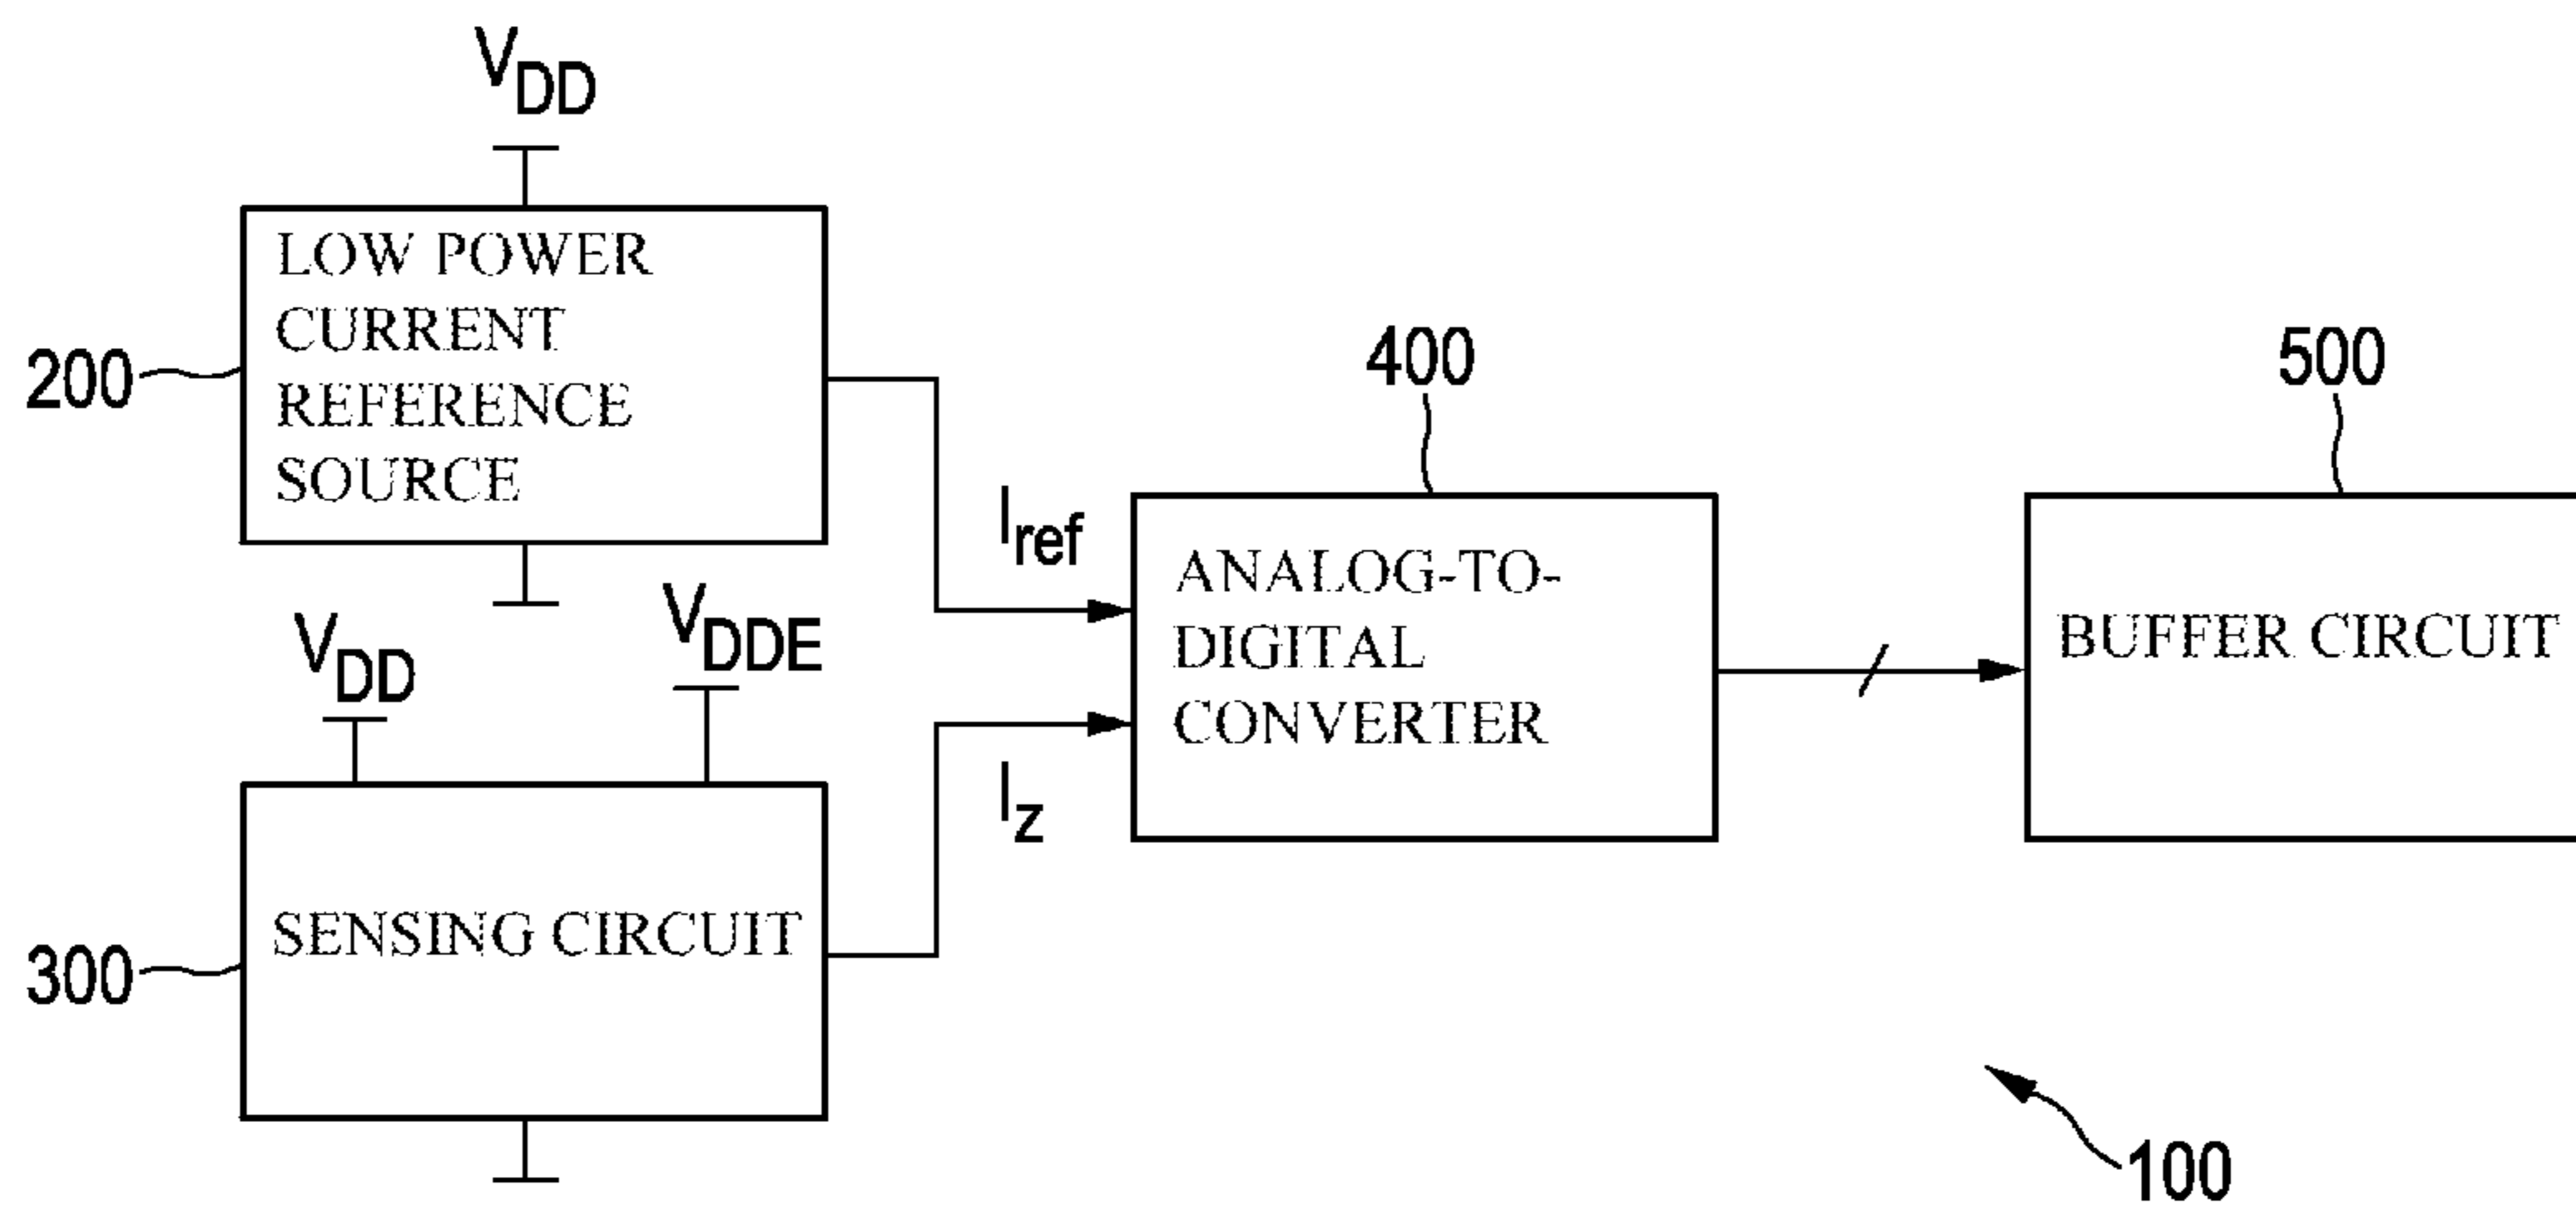 VDD
LOW POWER
CURRENT
REFERENCE
SOURCE
200
Iref
400
500
ANALOG-TO-
DIGITAL
CONVERTER
BUFFER CIRCUIT
VDD
VDDE
Iz
SENSING CIRCUIT
300
100